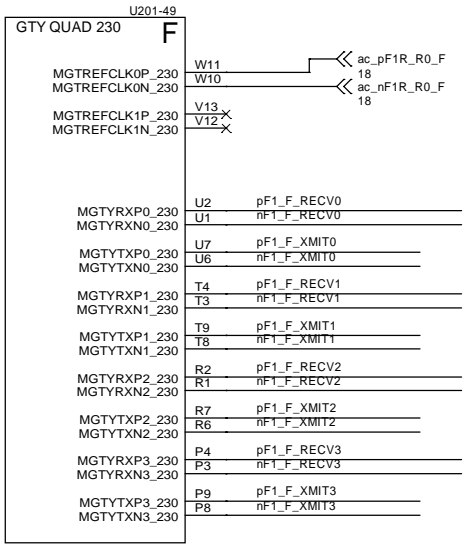 U201-49
GTY QUAD 230 F
MGTREFCLK0P_230 W11 ac_pF1R_R0_F
18
MGTREFCLK0N_230 W10 ac_nF1R_R0_F
18
MGTREFCLK1P_230 V13
MGTREFCLK1N_230 V12
MGTYRXP0_230 U2 pF1_F_RECV0
MGTYRXN0_230 U1 nF1_F_RECV0
MGTYTXP0_230 U7 pF1_F_XMIT0
MGTYTXN0_230 U6 nF1_F_XMIT0
MGTYRXP1_230 T4 pF1_F_RECV1
MGTYRXN1_230 T3 nF1_F_RECV1
MGTYTXP1_230 T9 pF1_F_XMIT1
MGTYTXN1_230 T8 nF1_F_XMIT1
MGTYRXP2_230 R2 pF1_F_RECV2
MGTYRXN2_230 R1 nF1_F_RECV2
MGTYTXP2_230 R7 pF1_F_XMIT2
MGTYTXN2_230 R6 nF1_F_XMIT2
MGTYRXP3_230 P4 pF1_F_RECV3
MGTYRXN3_230 P3 nF1_F_RECV3
MGTYTXP3_230 P9 pF1_F_XMIT3
MGTYTXN3_230 P8 nF1_F_XMIT3